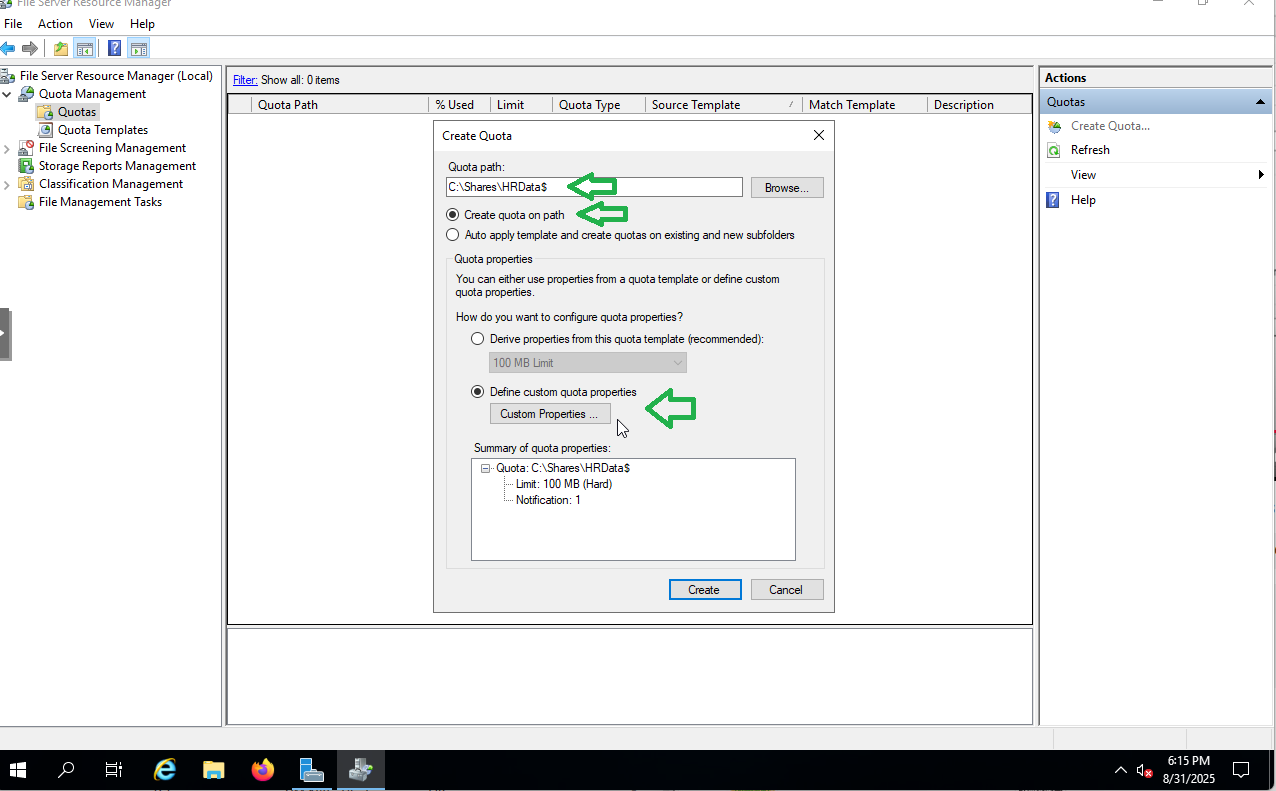 File Server Resource Manager
File Action View Help
File Server Resource Manager (Local)
Quota Management
Quotas
Quota Templates
File Screening Management
Storage Reports Management
Classification Management
File Management Tasks
Filter: Show all: 0 items
Quota Path % Used Limit Quota Type Source Template Match Template Description
Create Quota
Quota path:
C:\Shares\HRData$ Browse...
Create quota on path
Auto apply template and create quotas on existing and new subfolders
Quota properties
You can either use properties from a quota template or define custom
quota properties.
How do you want to configure quota properties?
Derive properties from this quota template (recommended):
100 MB Limit
Define custom quota properties
Custom Properties ...
Summary of quota properties:
Quota: C:\Shares\HRData$
Limit: 100 MB (Hard)
Notification: 1
Create Cancel
Actions
Quotas
Create Quota...
Refresh
View
Help
6:15 PM
8/31/2025